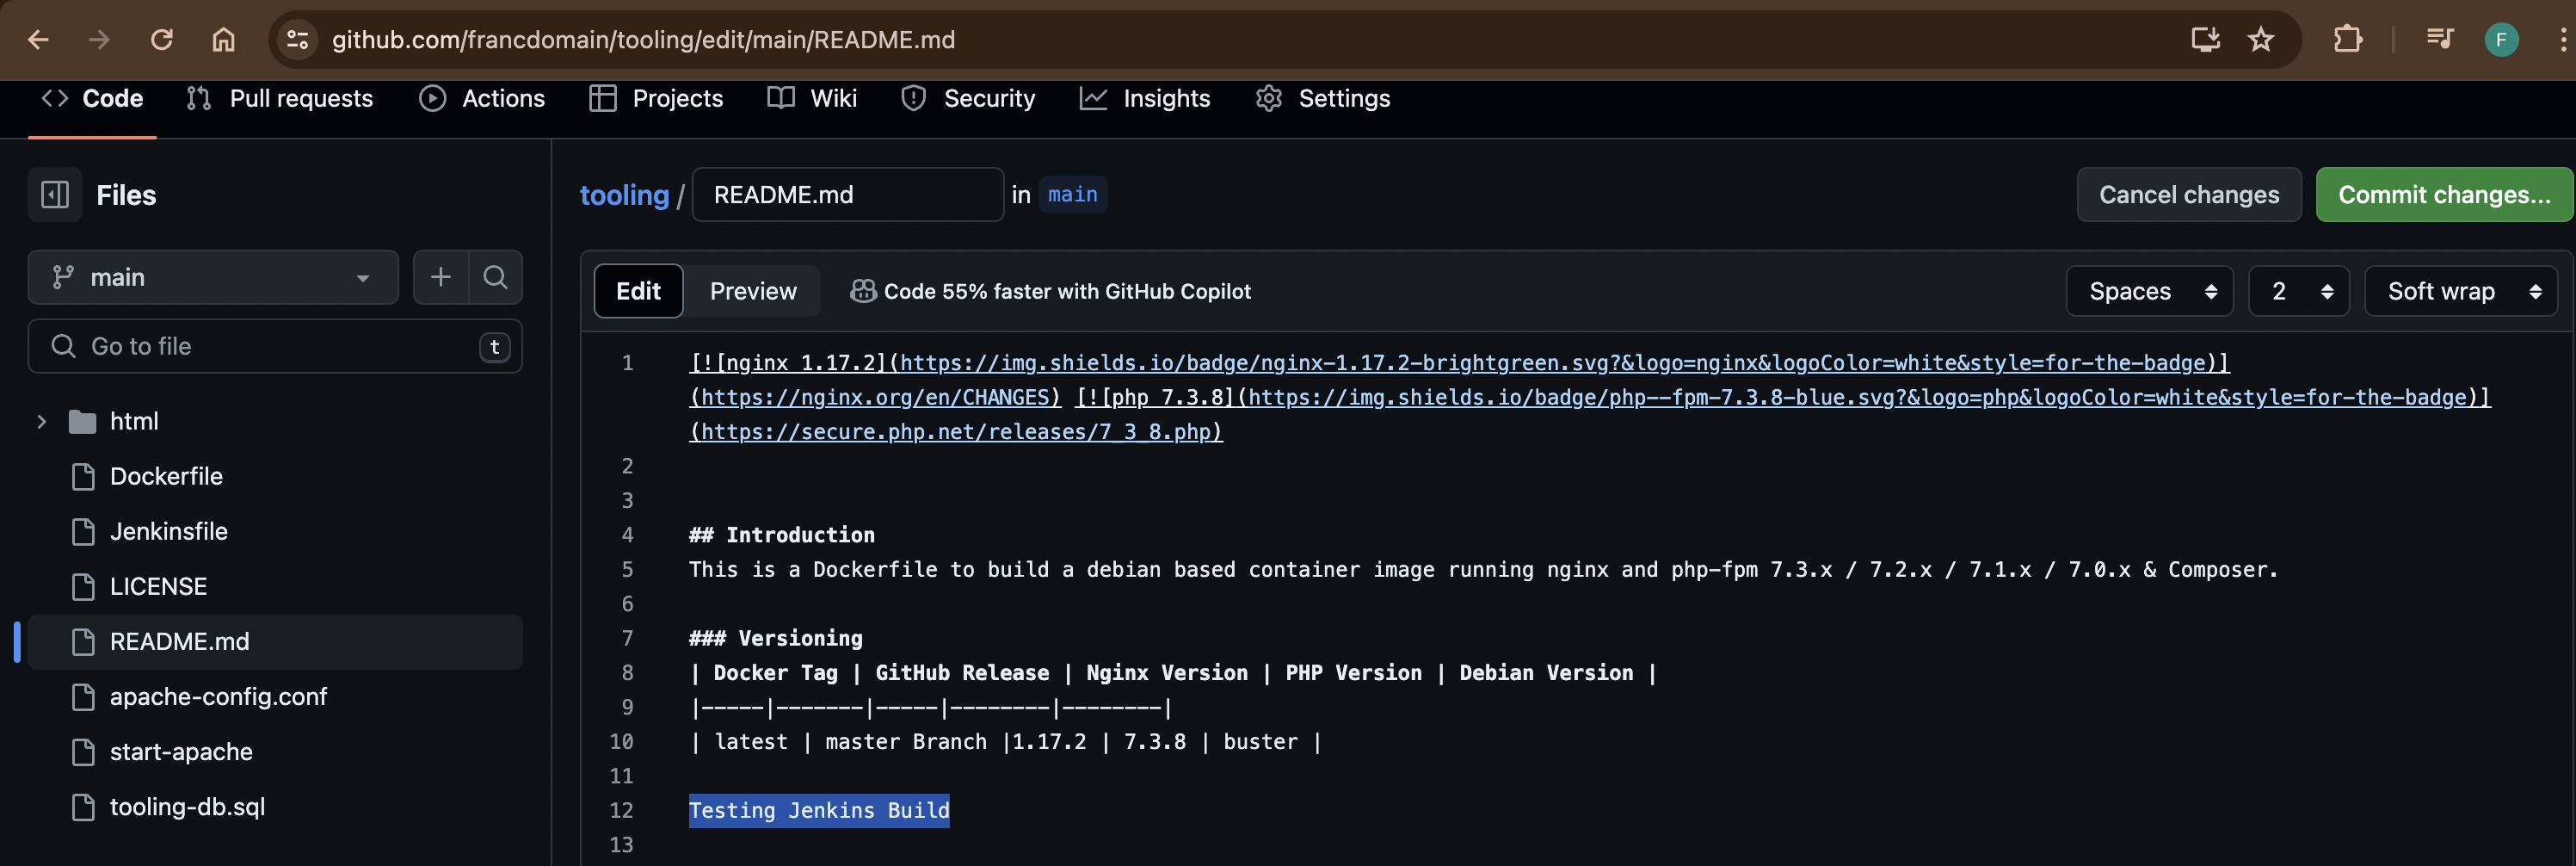 github.com/francdomain/tooling/edit/main/README.md
F
Code Pull requests Actions Projects Wiki Security Insights Settings
Files
main
Go to file t
html
Dockerfile
Jenkinsfile
LICENSE
README.md
apache-config.conf
start-apache
tooling-db.sql
tooling / README.md in main
Cancel changes Commit changes...
Edit Preview Code 55% faster with GitHub Copilot Spaces 2 Soft wrap
1 [![nginx 1.17.2](https://img.shields.io/badge/nginx-1.17.2-brightgreen.svg?&logo=nginx&logoColor=white&style=for-the-badge)]
(https://nginx.org/en/CHANGES) [![php 7.3.8](https://img.shields.io/badge/php--fpm-7.3.8-blue.svg?&logo=php&logoColor=white&style=for-the-badge)]
(https://secure.php.net/releases/7_3_8.php)
2
3
4 ## Introduction
5 This is a Dockerfile to build a debian based container image running nginx and php-fpm 7.3.x / 7.2.x / 7.1.x / 7.0.x & Composer.
6
7 ### Versioning
8 | Docker Tag | GitHub Release | Nginx Version | PHP Version | Debian Version |
9 |-----|-------|-----|--------|--------|
10 | latest | master Branch |1.17.2 | 7.3.8 | buster |
11
12 Testing Jenkins Build
13